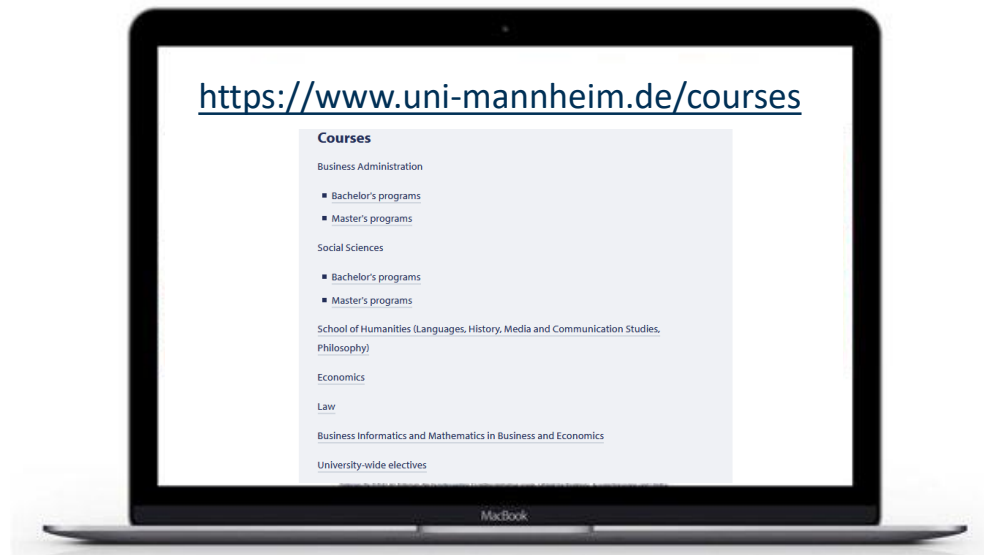 https://www.uni-mannheim.de/courses
Courses
Business Administration
Bachelor's programs
Master's programs
Social Sciences
Bachelor's programs
Master's programs
School of Humanities (Languages, History, Media and Communication Studies,
Philosophy)
Economics
Law
Business Informatics and Mathematics in Business and Economics
University-wide electives
MacBook